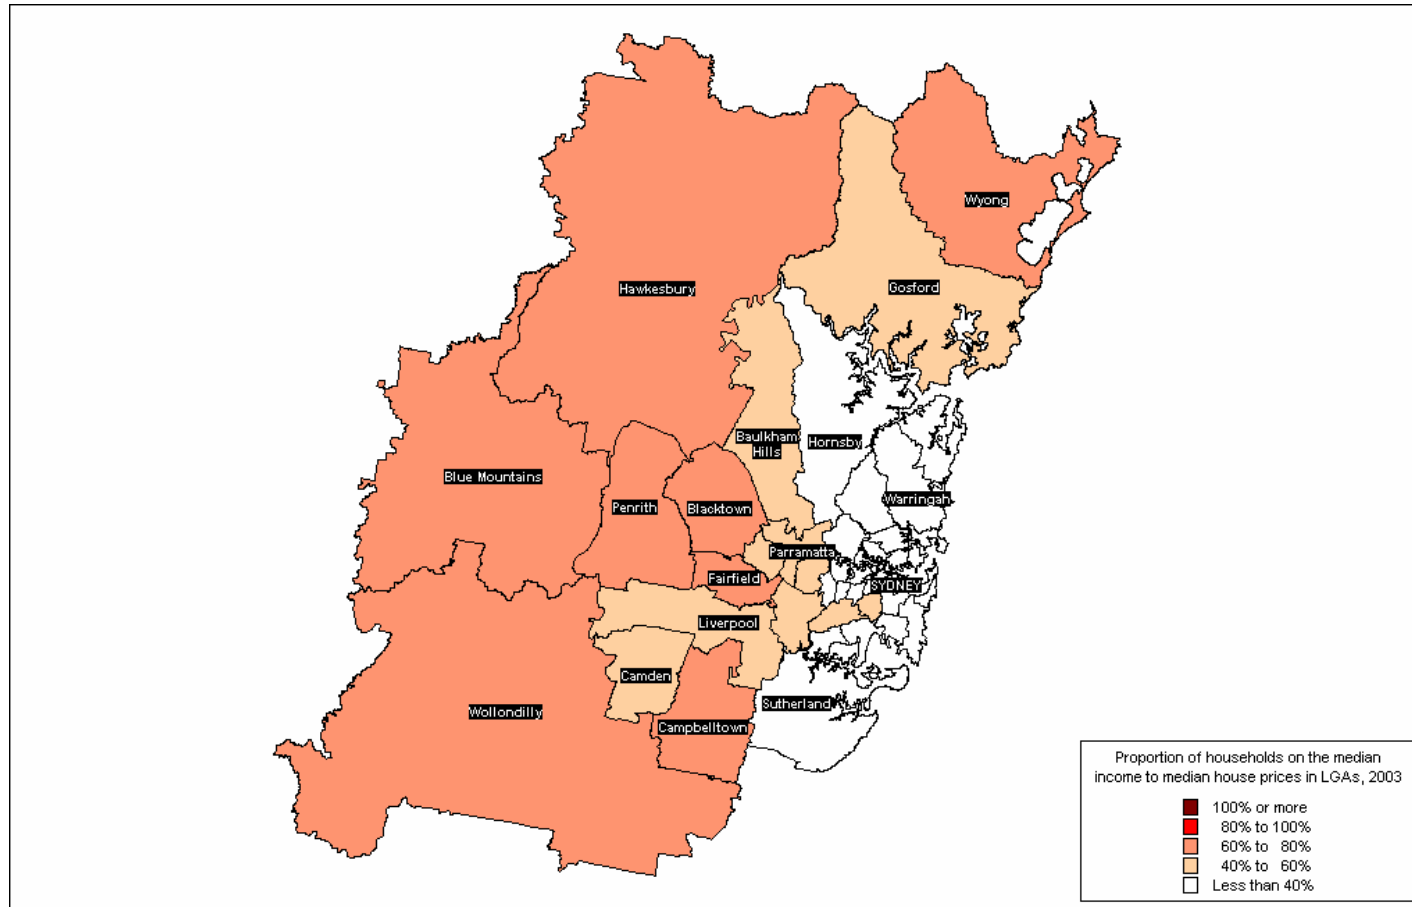 Wyong
Hawkesbury
Gosford
Baulkham
Hills
Hornsby
Blue Mountains
Penrith
Blacktown
Warringah
Parramatta
Fairfield
SYDNEY
Liverpool
Camden
Sutherland
Wollondilly
Campbelltown
Proportion of households on the median
income to median house prices in LGAs, 2003
100% or more
80% to 100%
60% to 80%
40% to 60%
Less than 40%